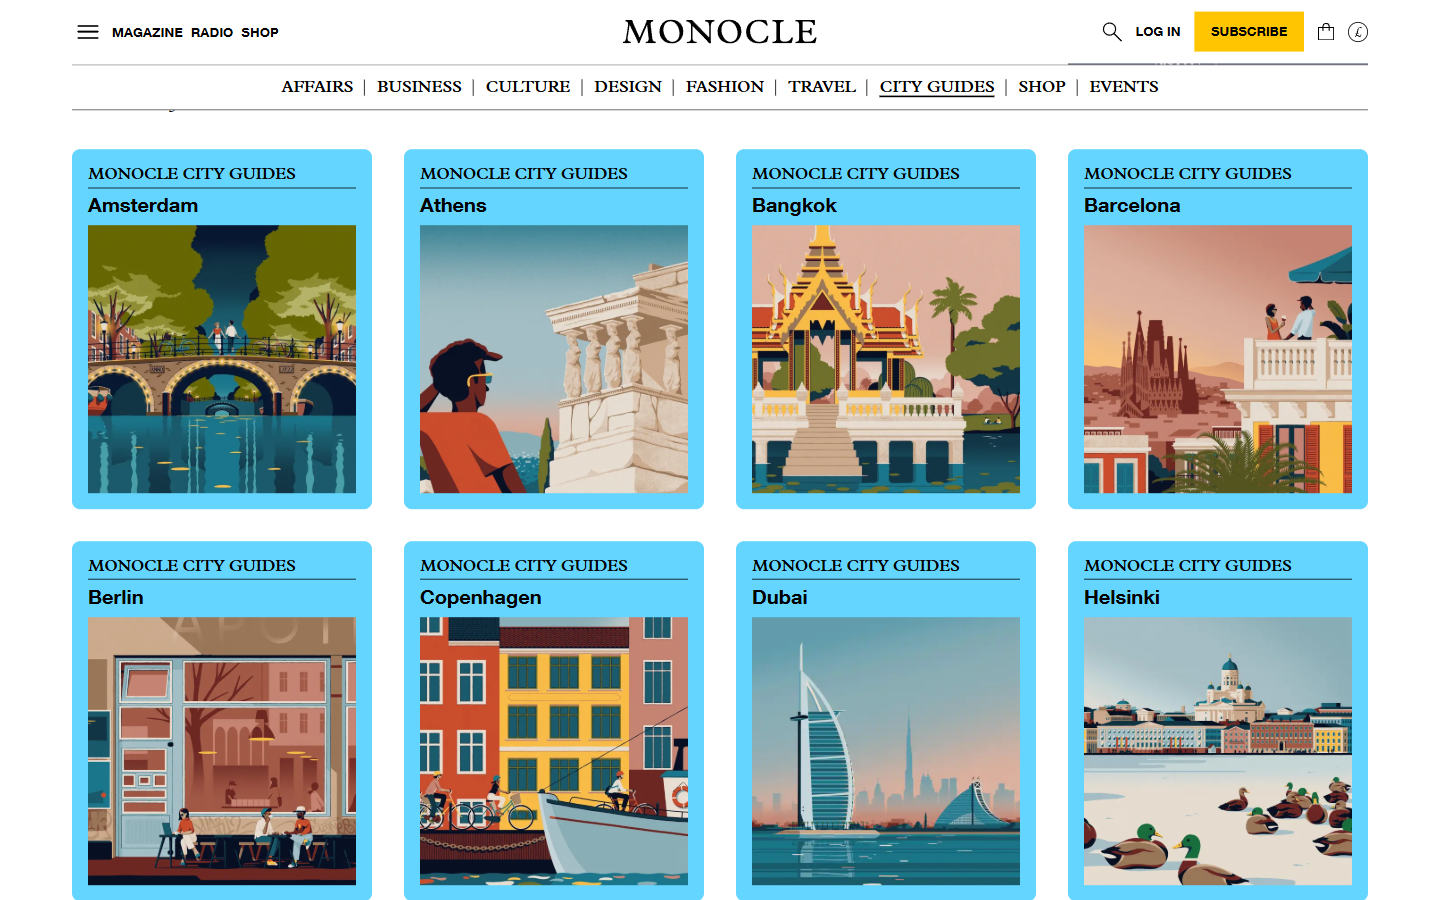 MAGAZINE RADIO SHOP
MONOCLE
LOG IN
SUBSCRIBE
£
AFFAIRS | BUSINESS | CULTURE | DESIGN | FASHION | TRAVEL | CITY GUIDES | SHOP | EVENTS
MONOCLE CITY GUIDES
Amsterdam
MONOCLE CITY GUIDES
Athens
MONOCLE CITY GUIDES
Bangkok
MONOCLE CITY GUIDES
Barcelona
MONOCLE CITY GUIDES
Berlin
APOT
MONOCLE CITY GUIDES
Copenhagen
MONOCLE CITY GUIDES
Dubai
MONOCLE CITY GUIDES
Helsinki